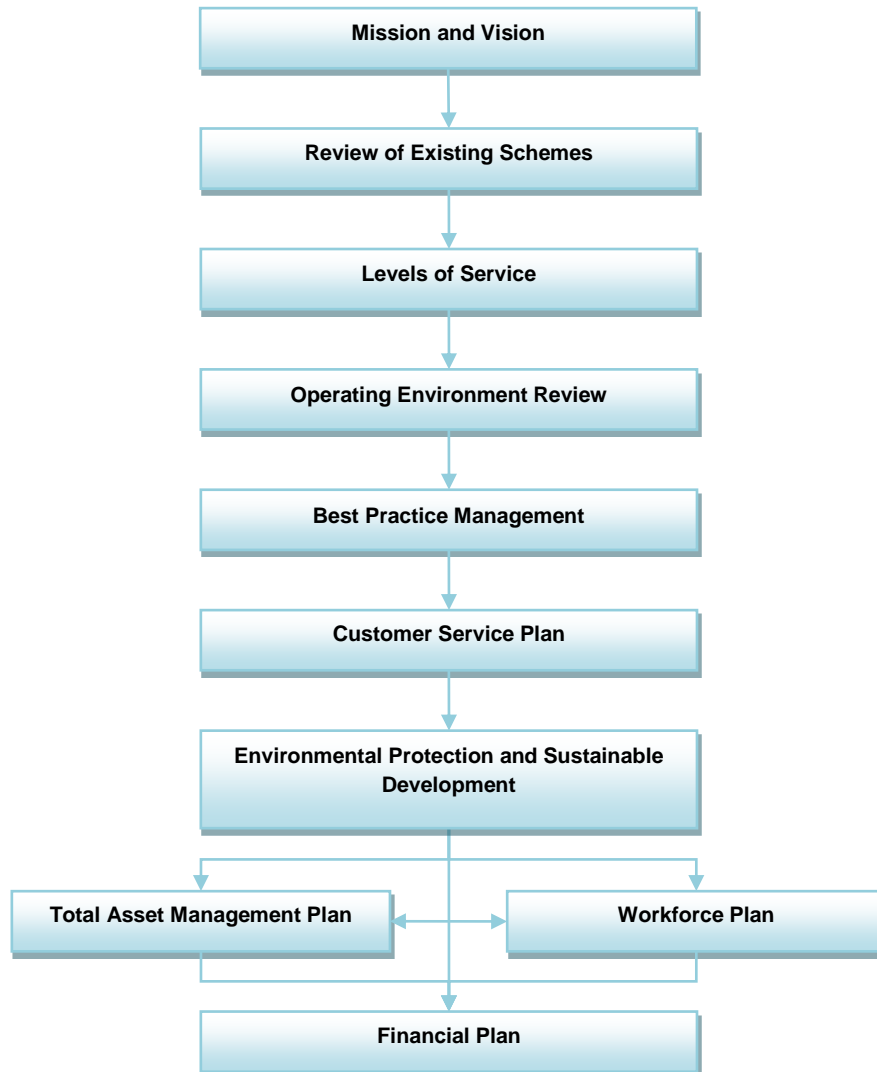 Mission and Vision
Review of Existing Schemes
Levels of Service
Operating Environment Review
Best Practice Management
Customer Service Plan
Environmental Protection and Sustainable
Development
Total Asset Management Plan
Workforce Plan
Financial Plan